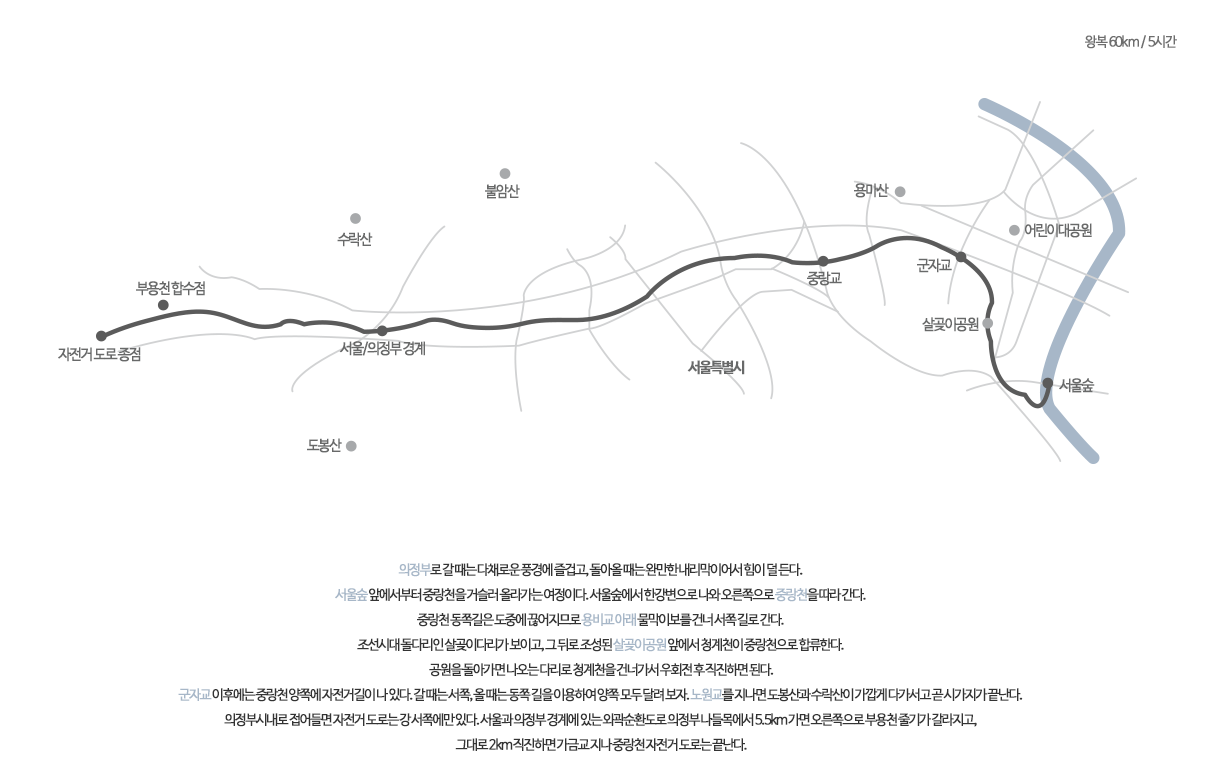 왕복 60km / 5시간
불암산
용마산
수락산
어린이대공원
군자교
중랑교
부용천 합수점
살곶이공원
서울/의정부 경계
자전거 도로 종점
서울특별시
서울숲
도봉산
의정부로 갈 때는 다채로운 풍경에 즐겁고, 돌아올 때는 완만한 내리막이어서 힘이 덜 든다.
서울숲 앞에서부터 중랑천을 거슬러 올라가는 여정이다. 서울숲에서 한강변으로 나와 오른쪽으로 중랑천을 따라 간다.
중랑천 동쪽길은 도중에 끊어지므로 용비교 아래 물막이보를 건너 서쪽 길로 간다.
조선시대 돌다리인 살곶이다리가 보이고, 그 뒤로 조성된 살곶이공원 앞에서 청계천이 중랑천으로 합류한다.
공원을 돌아가면 나오는 다리로 청계천을 건너가서 우회전 후 직진하면 된다.
군자교 이후에는 중랑천 양쪽에 자전거길이 나 있다. 갈 때는 서쪽, 올 때는 동쪽 길을 이용하여 양쪽 모두 달려 보자. 노원교를 지나면 도봉산과 수락산이 가깝게 다가서고 곧 시가지가 끝난다.
의정부시내로 접어들면 자전거 도로는 강 서쪽에만 있다. 서울과 의정부 경계에 있는 외곽순환도로 의정부 나들목에서 5.5km 가면 오른쪽으로 부용천 줄기가 갈라지고,
그대로 2km 직진하면 가금교 지나 중랑천 자전거 도로는 끝난다.